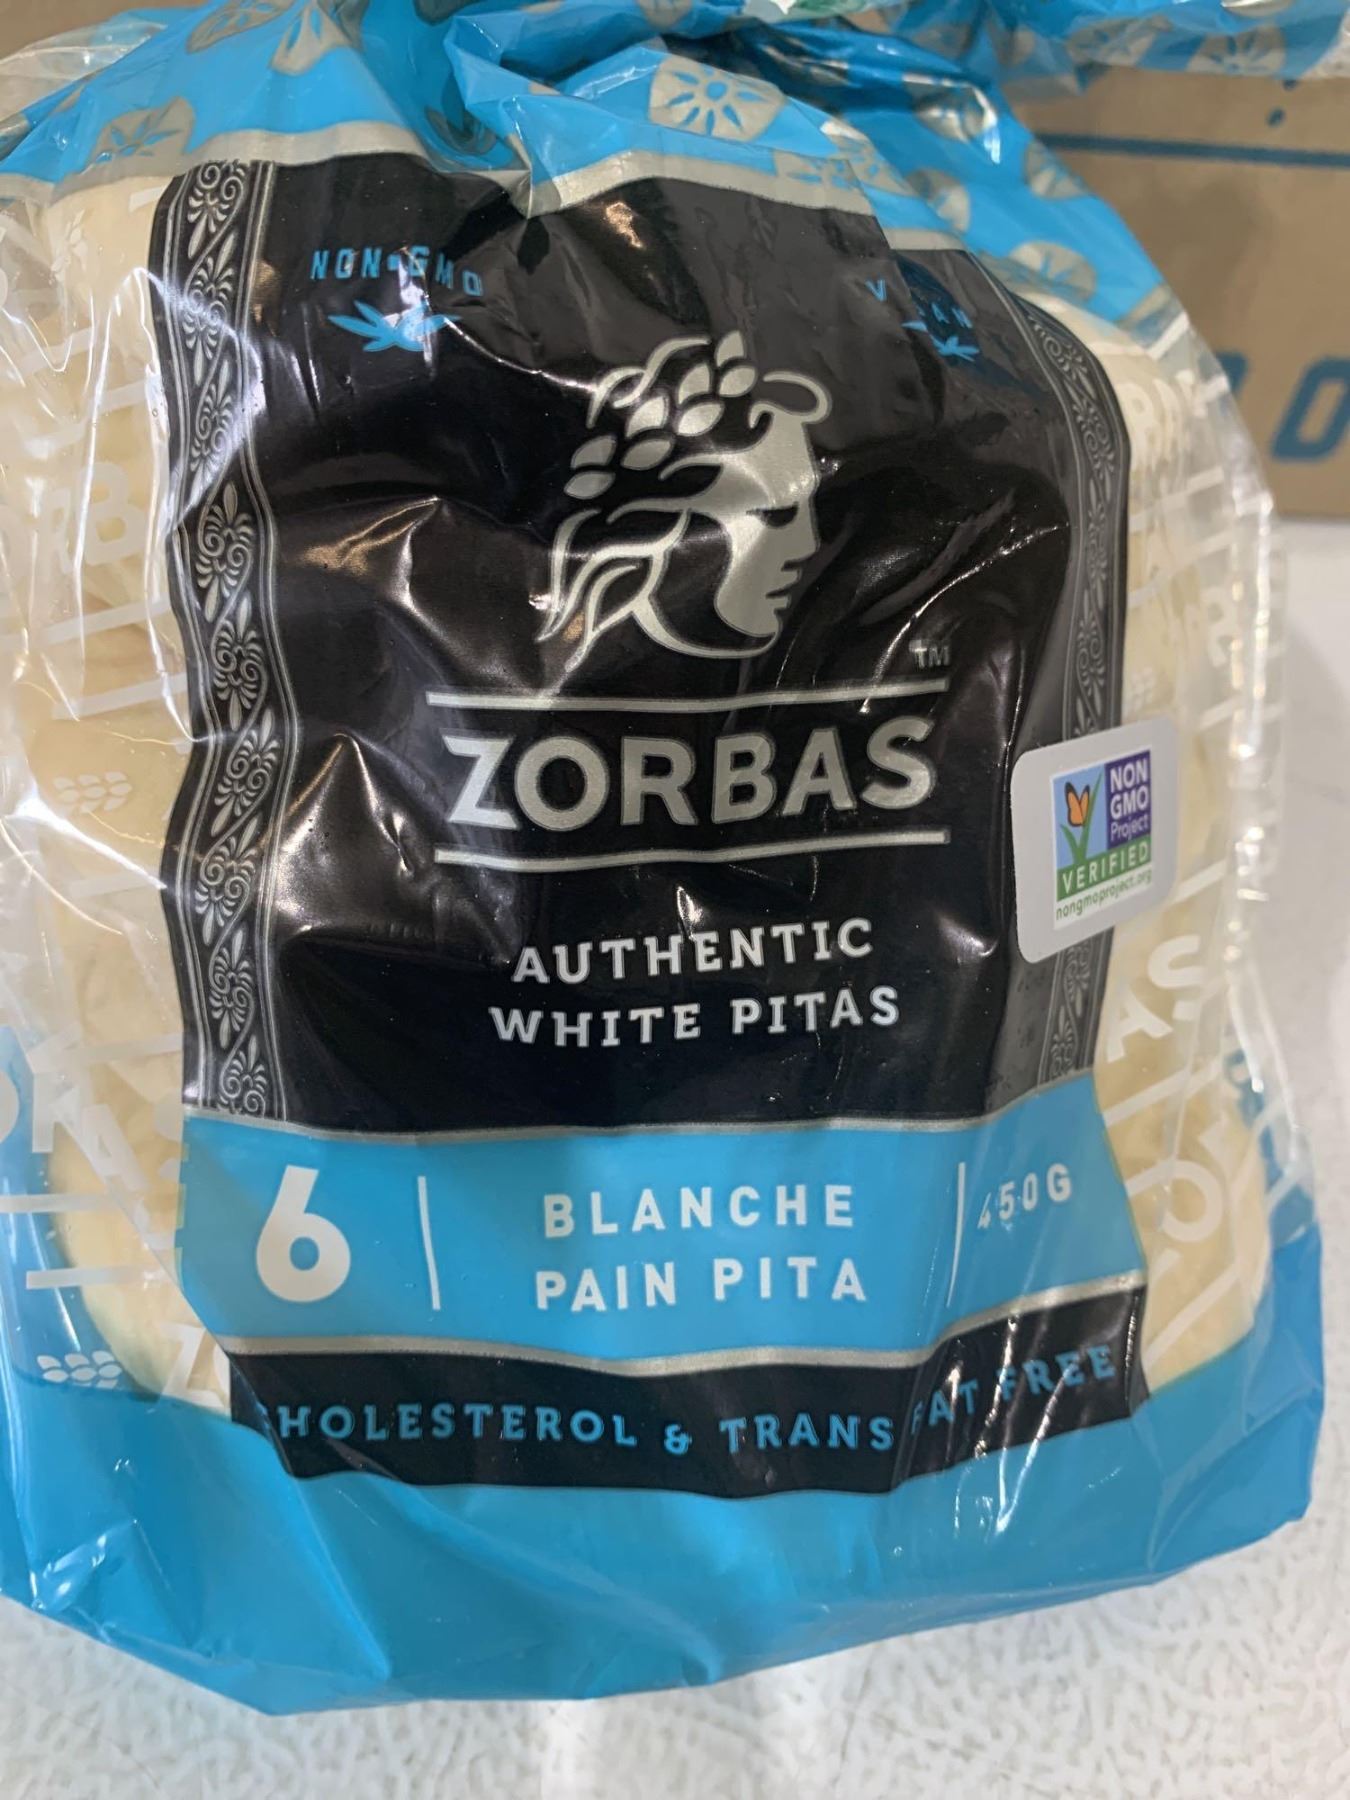 NON•GMO
TM
ZORBAS
NON
GMO
Project
VERIFIED
nongmoproject.org
AUTHENTIC
WHITE PITAS
6
BLANCHE
PAIN PITA
450G
CHOLESTEROL & TRANS FAT FREE